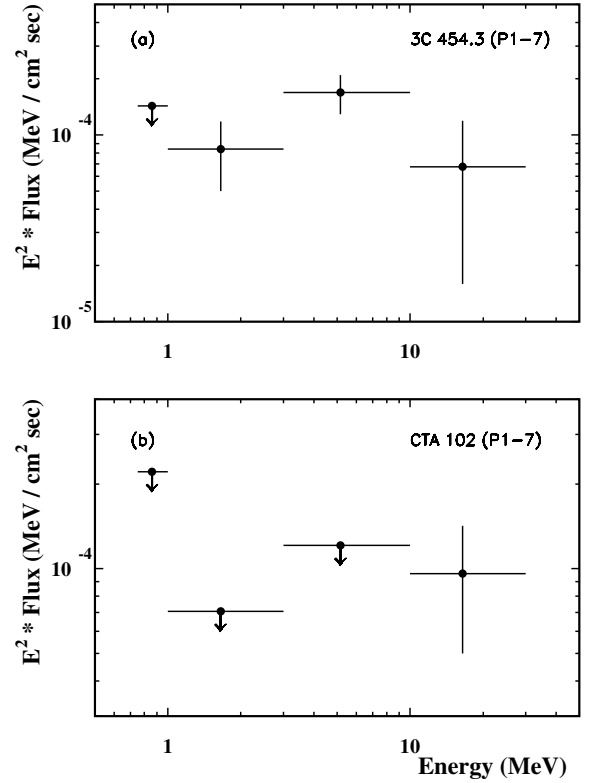 (a)
3C 454.3 (P1-7)
E² * Flux (MeV / cm² sec)
10⁻⁴
10⁻⁵
1
10
(b)
CTA 102 (P1-7)
E² * Flux (MeV / cm² sec)
10⁻⁴
1
10
Energy (MeV)